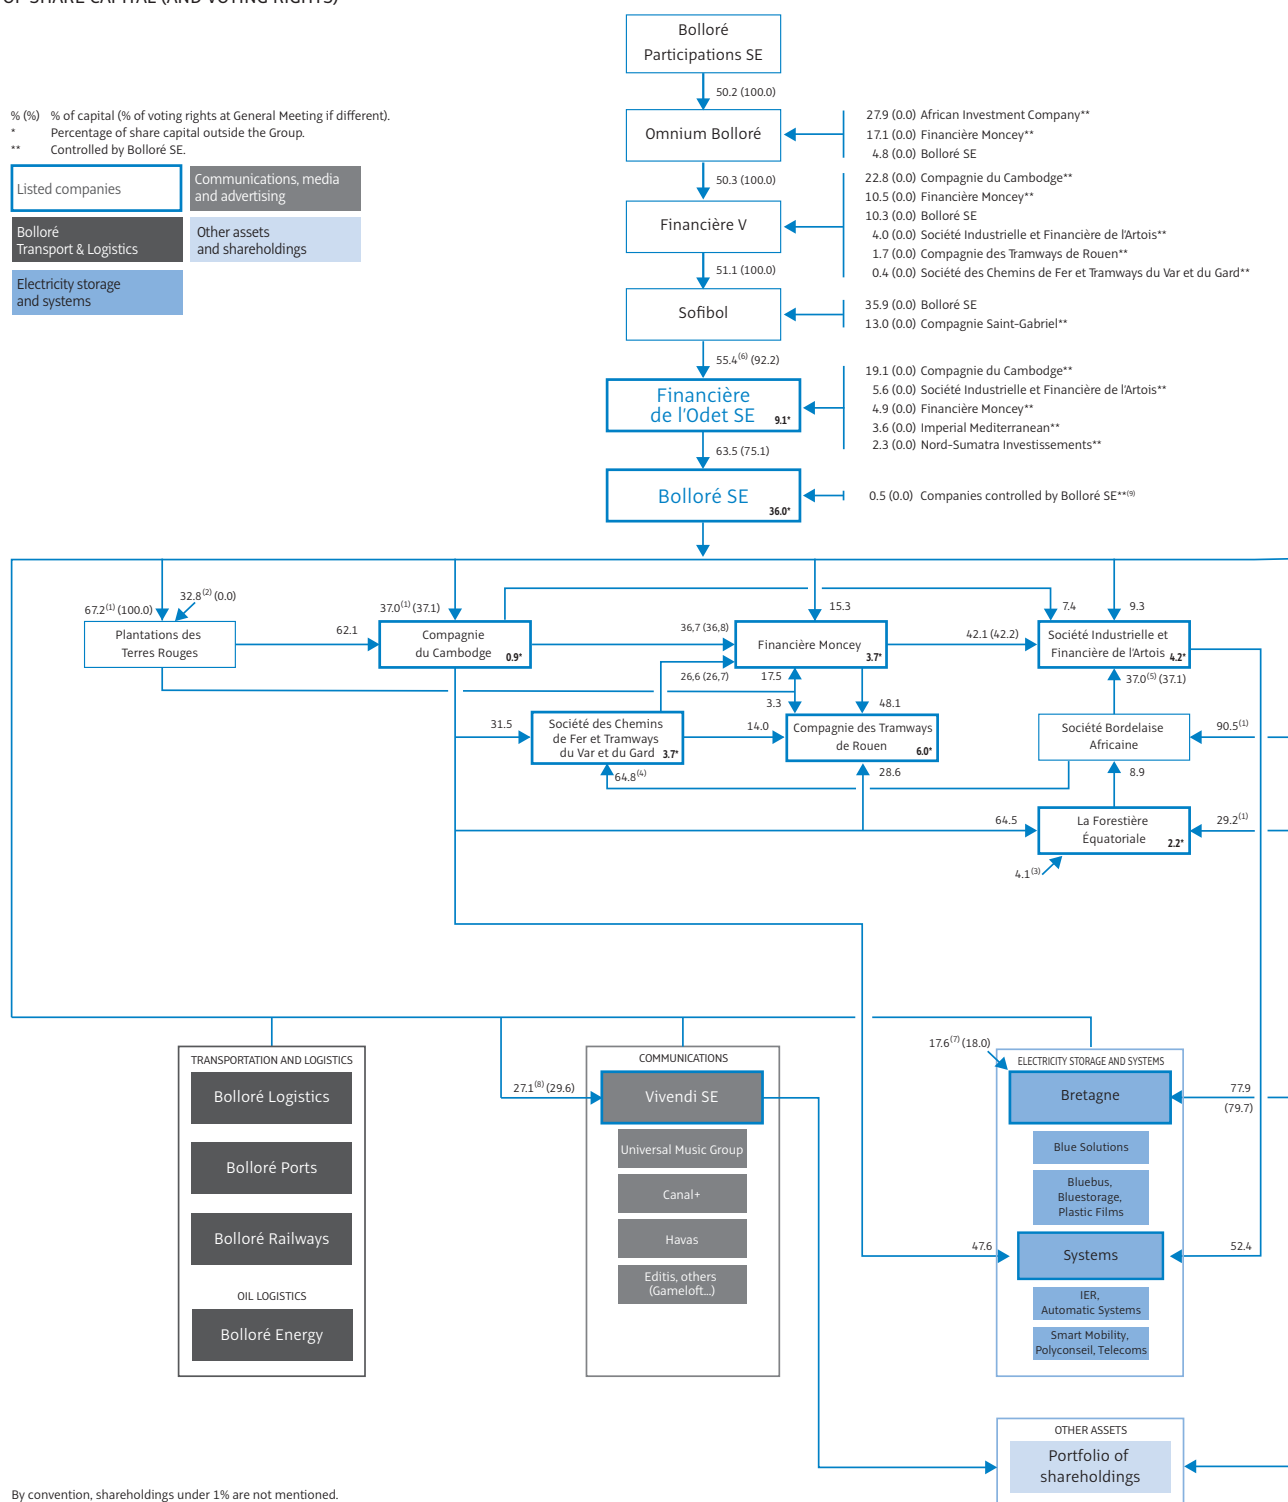 OF SHARE CAPITAL (AND VOTING RIGHTS)
Bolloré
Participations SE
50.2 (100.0)
% (%) % of capital (% of voting rights at General Meeting if different).
* Percentage of share capital outside the Group.
** Controlled by Bolloré SE.
Listed companies
Communications, media
and advertising
Bolloré
Transport & Logistics
Other assets
and shareholdings
Electricity storage
and systems
Omnium Bolloré
27.9 (0.0) African Investment Company**
17.1 (0.0) Financière Moncey**
4.8 (0.0) Bolloré SE
50.3 (100.0)
Financière V
22.8 (0.0) Compagnie du Cambodge**
10.5 (0.0) Financière Moncey**
10.3 (0.0) Bolloré SE
4.0 (0.0) Société Industrielle et Financière de l'Artois**
1.7 (0.0) Compagnie des Tramways de Rouen**
0.4 (0.0) Société des Chemins de Fer et Tramways du Var et du Gard**
51.1 (100.0)
Sofibol
35.9 (0.0) Bolloré SE
13.0 (0.0) Compagnie Saint-Gabriel**
55.4(6) (92.2)
Financière
de l'Odet SE
9.1*
19.1 (0.0) Compagnie du Cambodge**
5.6 (0.0) Société Industrielle et Financière de l'Artois**
4.9 (0.0) Financière Moncey**
3.6 (0.0) Imperial Mediterranean**
2.3 (0.0) Nord-Sumatra Investissements**
63.5 (75.1)
Bolloré SE
36.0*
0.5 (0.0) Companies controlled by Bolloré SE**(9)
67.2(1) (100.0)
32.8(2) (0.0)
37.0(1) (37.1)
15.3
7.4
9.3
Plantations des
Terres Rouges
62.1
Compagnie
du Cambodge
0.9*
36,7 (36,8)
Financière Moncey
3.7*
42.1 (42.2)
Société Industrielle et
Financière de l'Artois
4.2*
26,6 (26,7)
17.5
37.0(5) (37.1)
3.3
48.1
31.5
Société des Chemins
de Fer et Tramways
du Var et du Gard
3.7*
14.0
Compagnie des Tramways
de Rouen
6.0*
Société Bordelaise
Africaine
90.5(1)
64.8(4)
28.6
8.9
64.5
La Forestière
Équatoriale
2.2*
29.2(1)
4.1(3)
TRANSPORTATION AND LOGISTICS
Bolloré Logistics
Bolloré Ports
Bolloré Railways
OIL LOGISTICS
Bolloré Energy
COMMUNICATIONS
27.1(8) (29.6)
Vivendi SE
Universal Music Group
Canal+
Havas
Editis, others
(Gameloft...)
17.6(7) (18.0)
ELECTRICITY STORAGE AND SYSTEMS
Bretagne
77.9
(79.7)
Blue Solutions
Bluebus,
Bluestorage,
Plastic Films
47.6
Systems
52.4
IER,
Automatic Systems
Smart Mobility,
Polyconseil, Telecoms
OTHER ASSETS
Portfolio of
shareholdings
By convention, shareholdings under 1% are not mentioned.